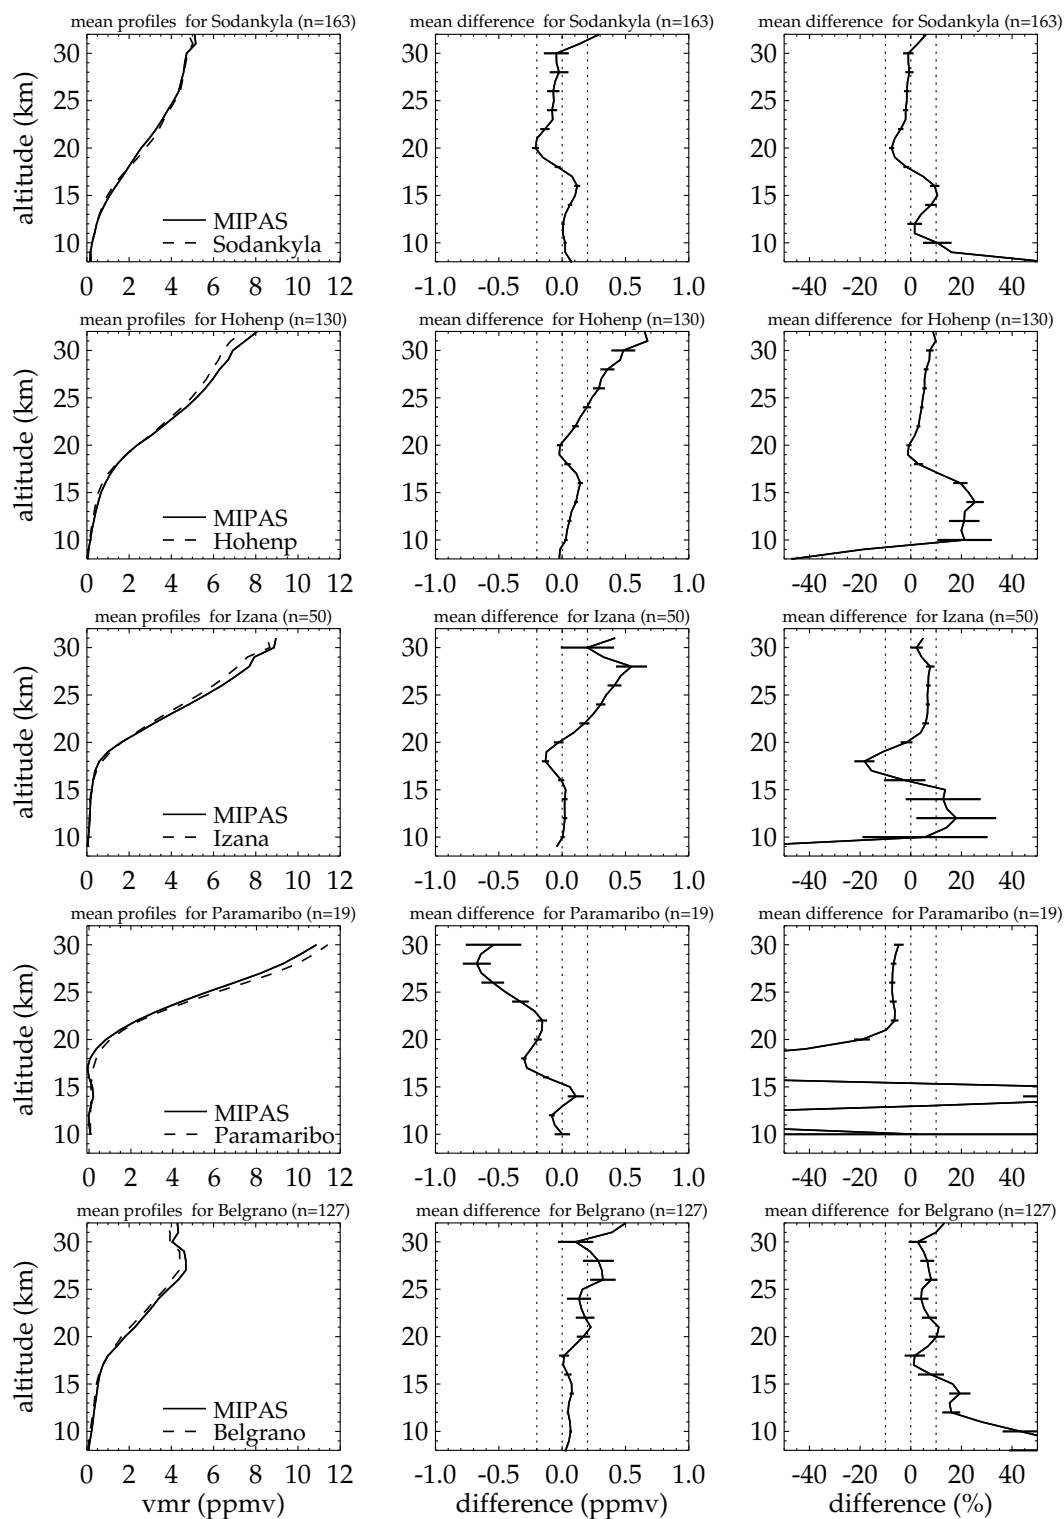 mean profiles for Sodankyla (n=163)
mean difference for Sodankyla (n=163)
mean difference for Sodankyla (n=163)
altitude (km)
30
25
20
15
10
MIPAS
Sodankyla
0 2 4 6 8 10 12
-1.0 -0.5 0.0 0.5 1.0
-40 -20 0 20 40
mean profiles for Hohenp (n=130)
mean difference for Hohenp (n=130)
mean difference for Hohenp (n=130)
altitude (km)
30
25
20
15
10
MIPAS
Hohenp
0 2 4 6 8 10 12
-1.0 -0.5 0.0 0.5 1.0
-40 -20 0 20 40
mean profiles for Izana (n=50)
mean difference for Izana (n=50)
mean difference for Izana (n=50)
altitude (km)
30
25
20
15
10
MIPAS
Izana
0 2 4 6 8 10 12
-1.0 -0.5 0.0 0.5 1.0
-40 -20 0 20 40
mean profiles for Paramaribo (n=19)
mean difference for Paramaribo (n=19)
mean difference for Paramaribo (n=19)
altitude (km)
30
25
20
15
10
MIPAS
Paramaribo
0 2 4 6 8 10 12
-1.0 -0.5 0.0 0.5 1.0
-40 -20 0 20 40
mean profiles for Belgrano (n=127)
mean difference for Belgrano (n=127)
mean difference for Belgrano (n=127)
altitude (km)
30
25
20
15
10
MIPAS
Belgrano
0 2 4 6 8 10 12
-1.0 -0.5 0.0 0.5 1.0
-40 -20 0 20 40
vmr (ppmv)
difference (ppmv)
difference (%)